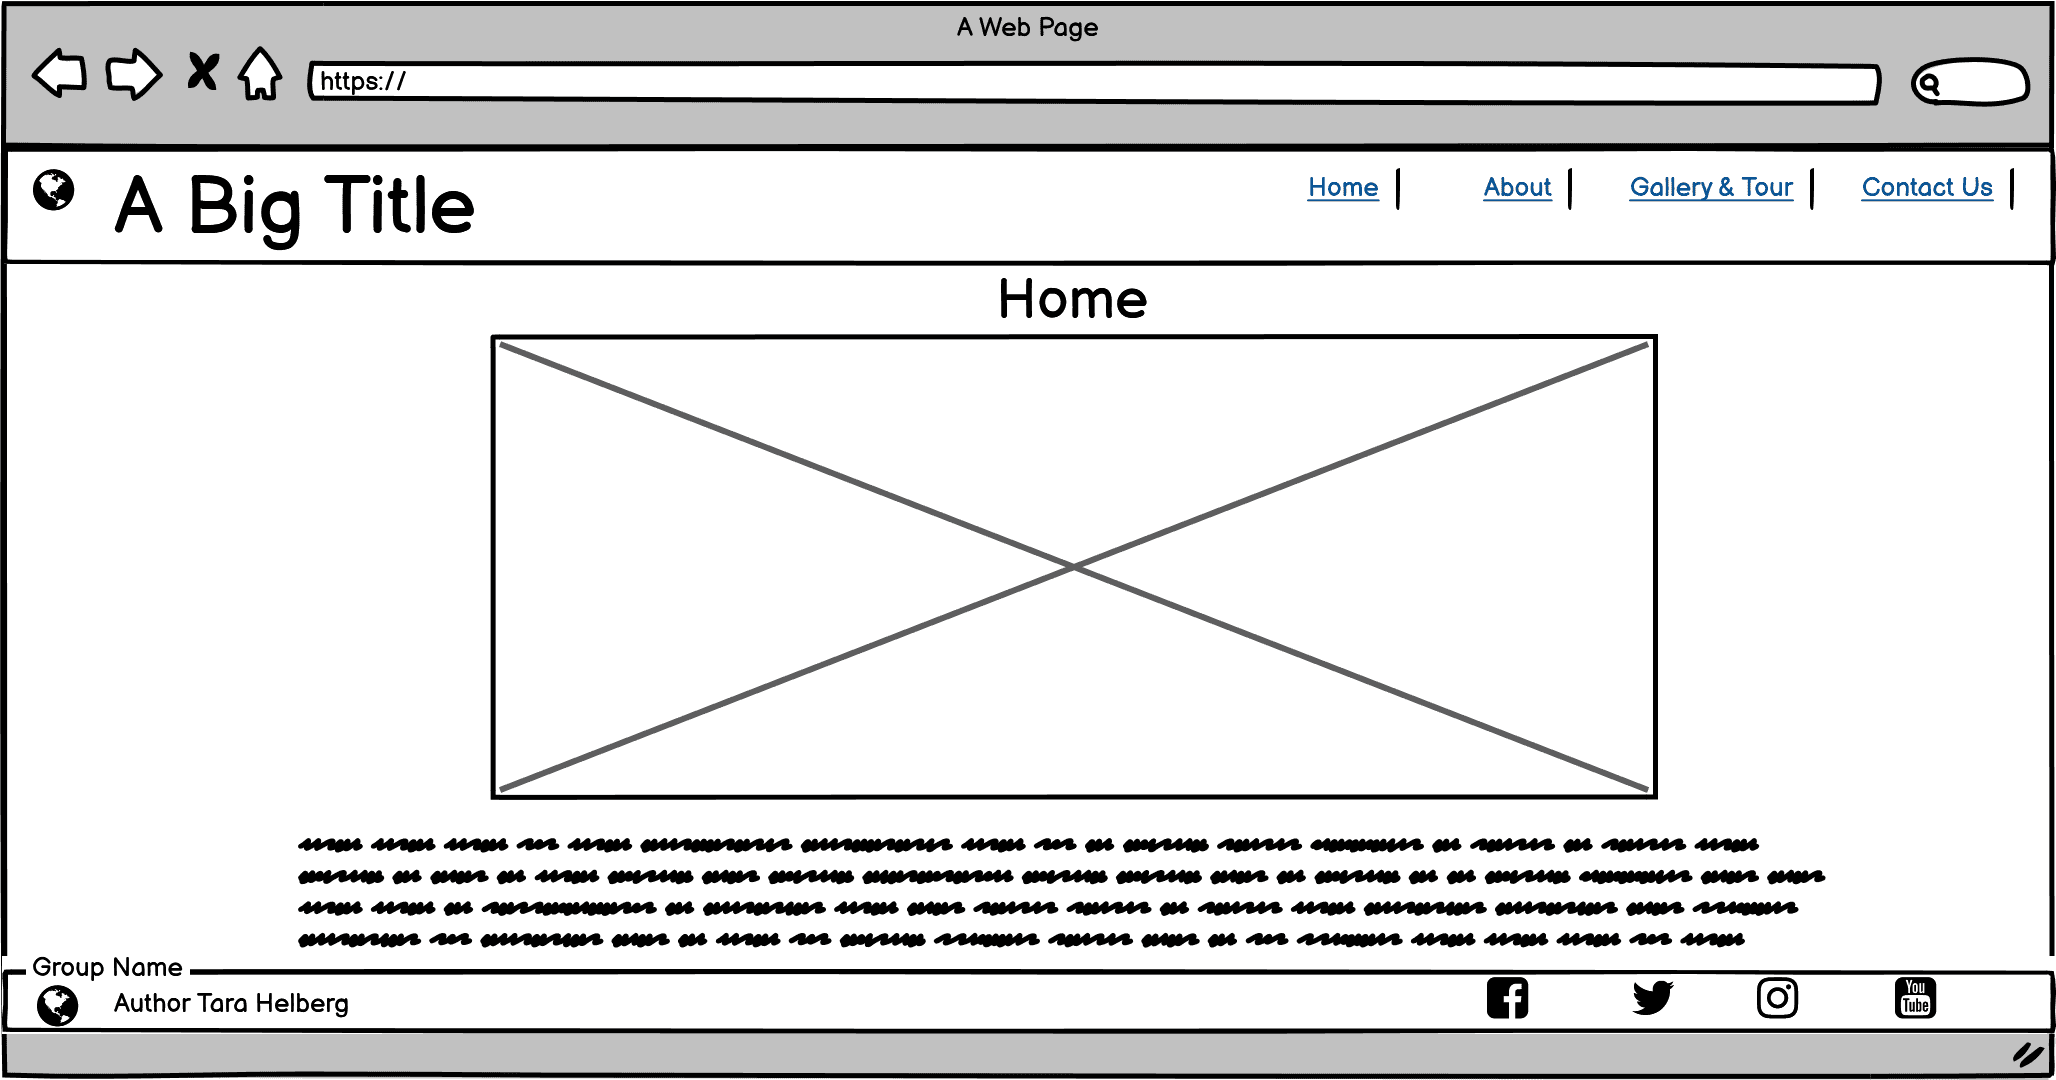 A Web Page
https://
A Big Title
Home
About
Gallery & Tour
Contact Us
Home
Group Name
Author Tara Helberg
You
Tube